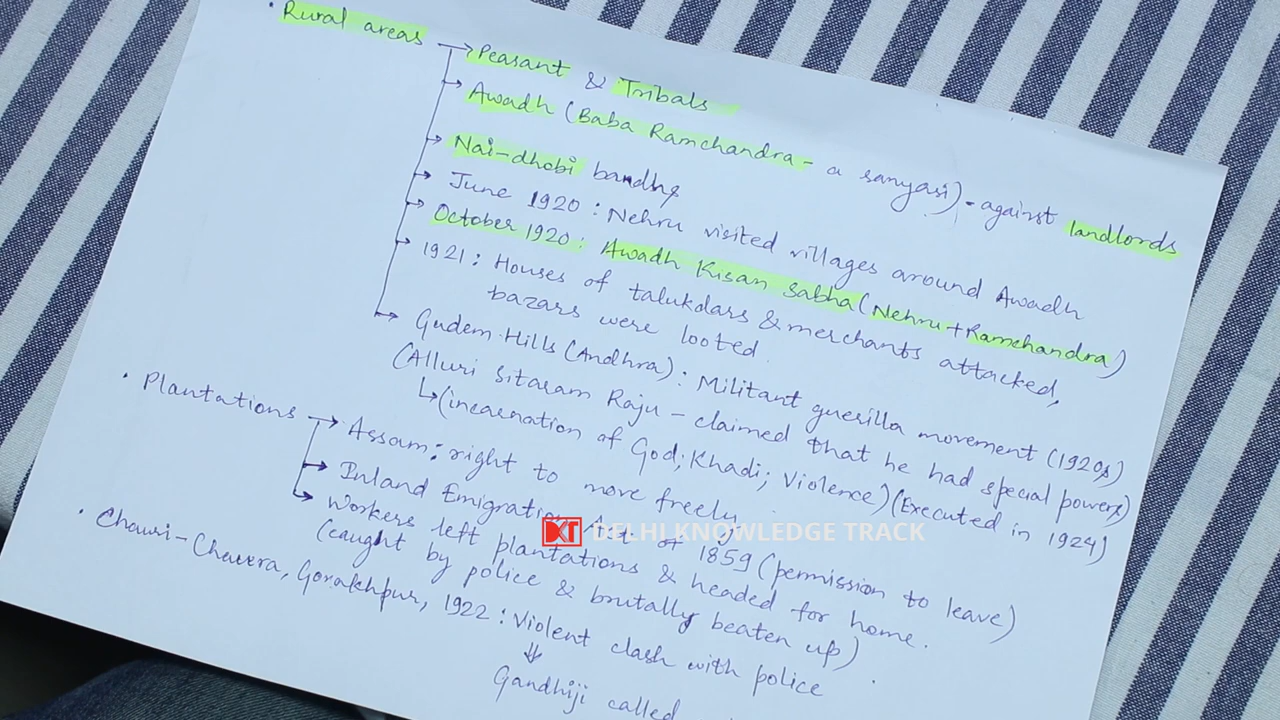 • Rural areas → Peasant & Tribals
→ Awadh (Baba Ramchandra - a sanyasi) - against landlords
→ Nai-dhobi bandhs
→ June 1920 : Nehru visited villages around Awadh
→ October 1920 : Awadh Kisan Sabha (Nehru + Ramchandra)
→ 1921 : Houses of talukdars & merchants attacked,
bazars were looted.
→ Gudem Hills (Andhra) : Militant guerilla movement (1920s)
(Alluri Sitaram Raju - claimed that he had special powers)
↳ (incarnation of God; Khadi; Violence) (Executed in 1924)
• Plantations → Assam : right to move freely
→ Inland Emigration Act of 1859 (permission to leave)
→ Workers left plantations & headed for home.
(caught by police & brutally beaten up)
• Chauri-Chaura, Gorakhpur, 1922 : Violent clash with police
⇓
Gandhiji called
DKT DELHI KNOWLEDGE TRACK